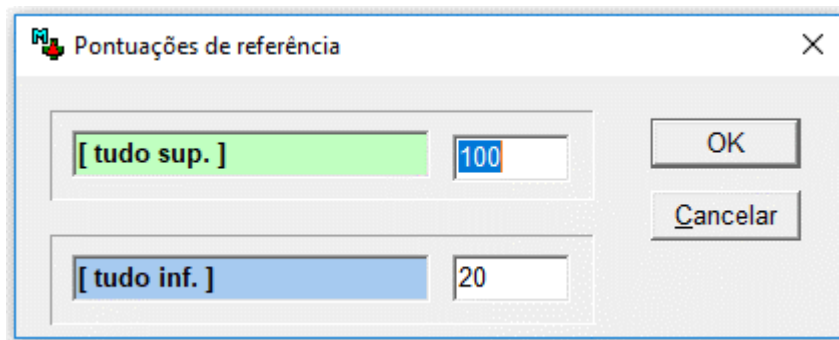 Pontuações de referência
[ tudo sup. ] 100
OK
Cancelar
[ tudo inf. ] 20